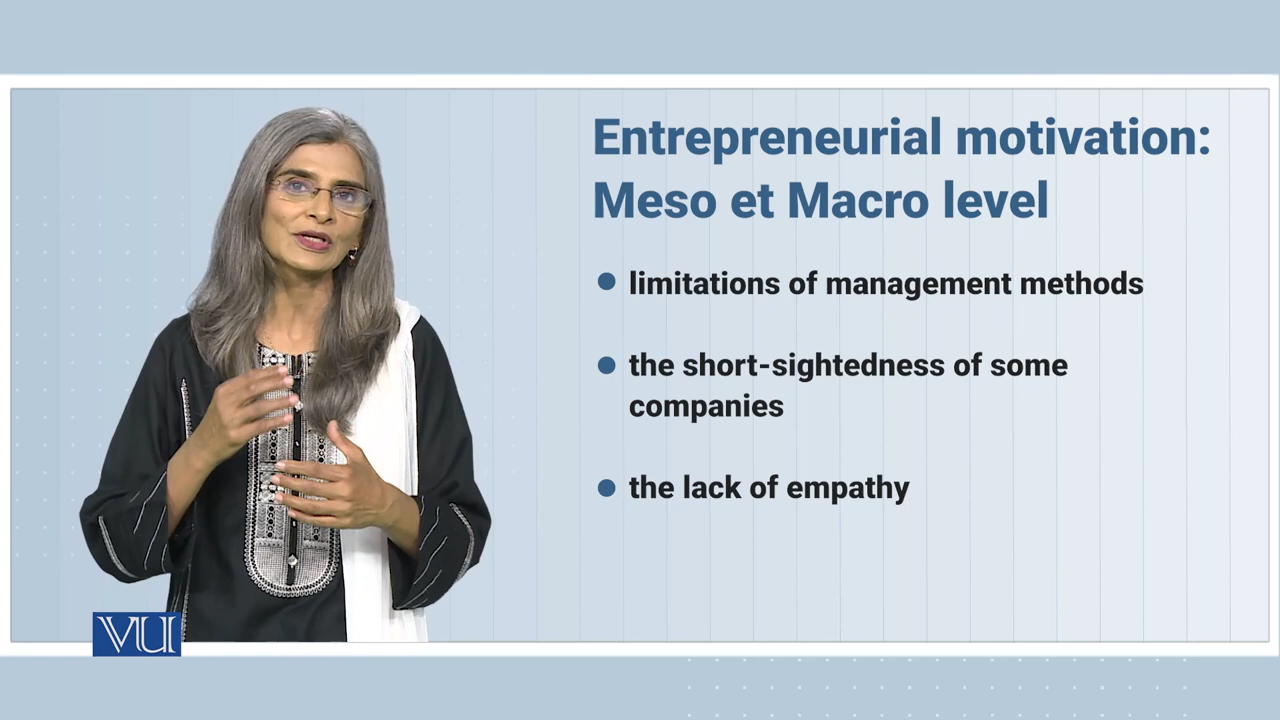 Entrepreneurial motivation:
Meso et Macro level
limitations of management methods
the short-sightedness of some
companies
the lack of empathy
VU